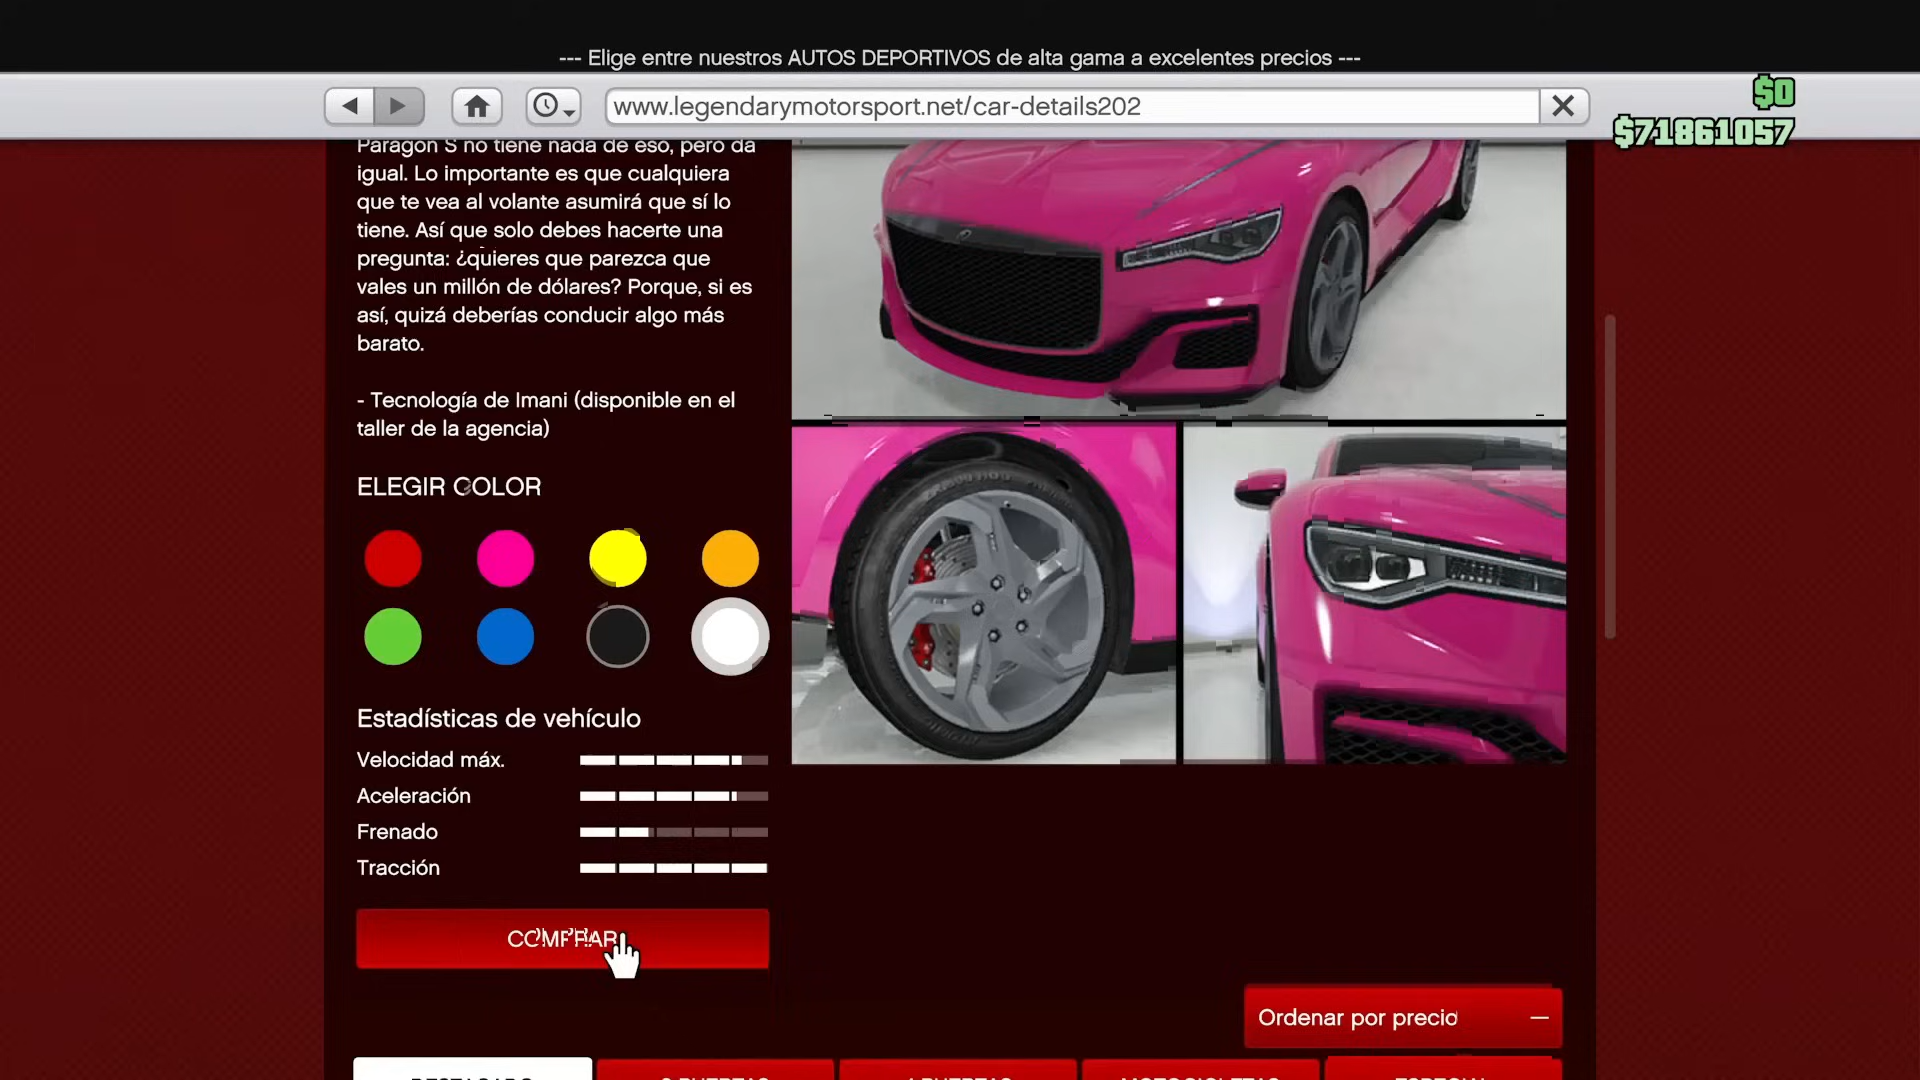 --- Elige entre nuestros AUTOS DEPORTIVOS de alta gama a excelentes precios ---
www.legendarymotorsport.net/car-details202
$0
$71861057
Paragon S no tiene nada de eso, pero da
igual. Lo importante es que cualquiera
que te vea al volante asumirá que sí lo
tiene. Así que solo debes hacerte una
pregunta: ¿quieres que parezca que
vales un millón de dólares? Porque, si es
así, quizá deberías conducir algo más
barato.
- Tecnología de Imani (disponible en el
taller de la agencia)
ELEGIR COLOR
Estadísticas de vehículo
Velocidad máx.
Aceleración
Frenado
Tracción
COMPRAR
Ordenar por precio